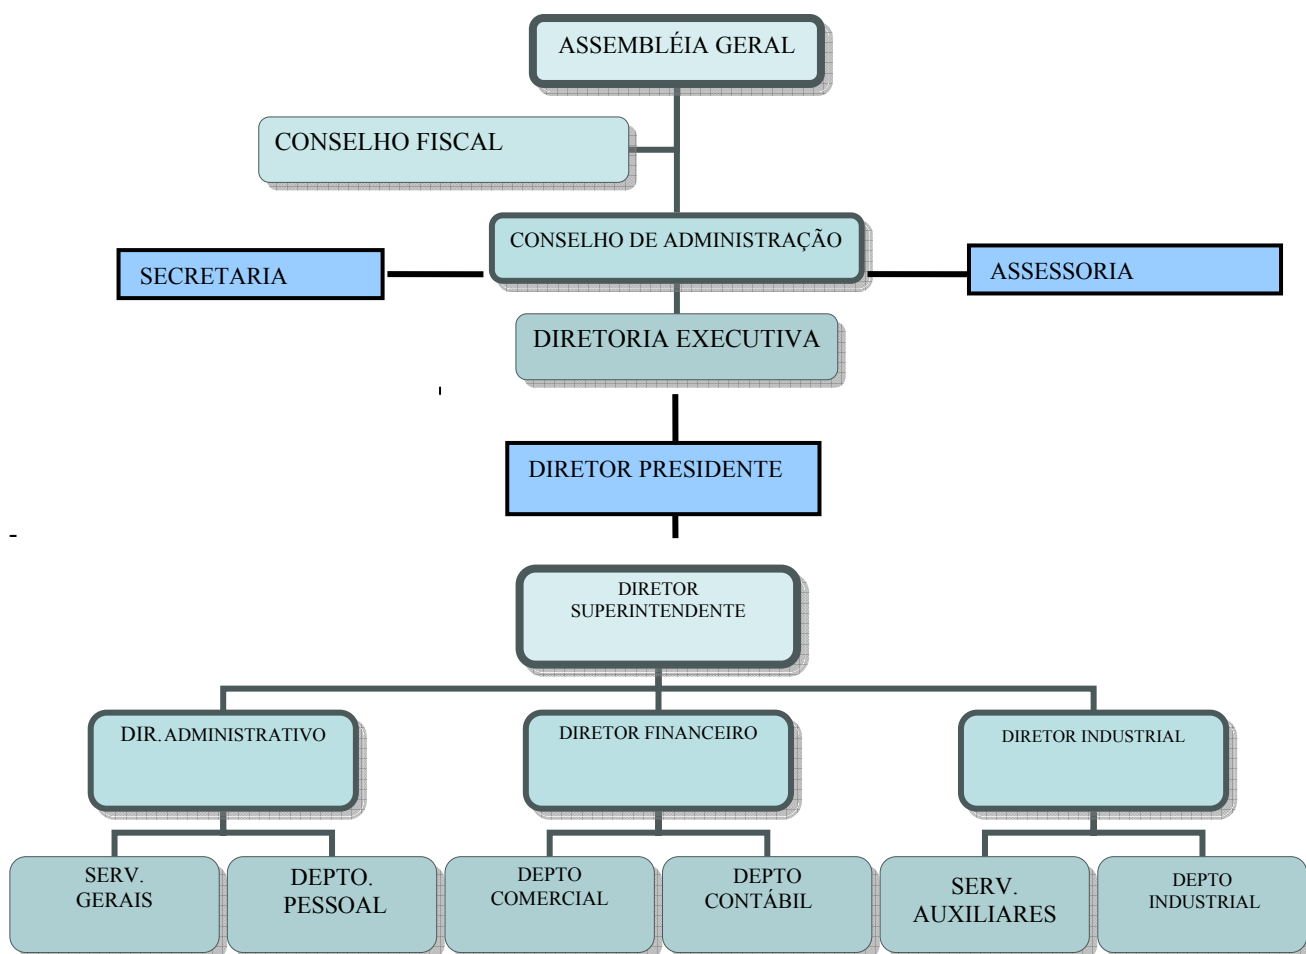 ASSEMBLÉIA GERAL
CONSELHO FISCAL
CONSELHO DE ADMINISTRAÇÃO
SECRETARIA
ASSESSORIA
DIRETORIA EXECUTIVA
DIRETOR PRESIDENTE
-
DIRETOR
SUPERINTENDENTE
DIR. ADMINISTRATIVO
DIRETOR FINANCEIRO
DIRETOR INDUSTRIAL
SERV.
GERAIS
DEPTO.
PESSOAL
DEPTO
COMERCIAL
DEPTO
CONTÁBIL
SERV.
AUXILIARES
DEPTO
INDUSTRIAL